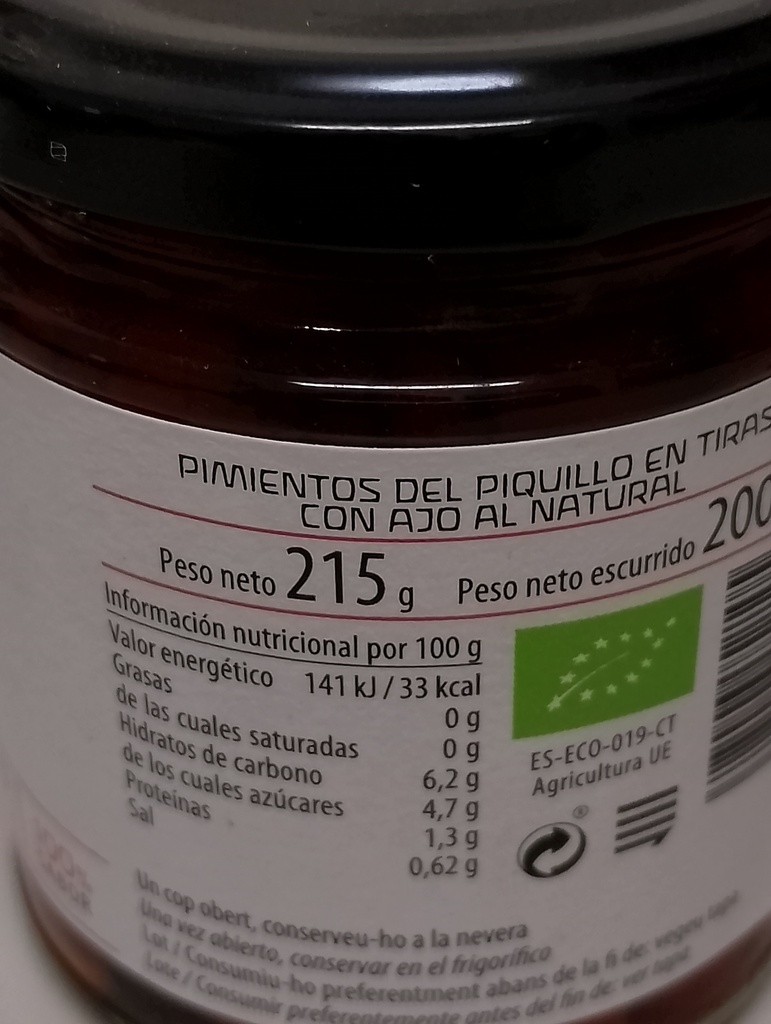 PIMIENTOS DEL PIQUILLO EN TIRAS
CON AJO AL NATURAL
Peso neto 215 g Peso neto escurrido 200
Información nutricional por 100 g
Valor energético 141 kJ / 33 kcal
Grasas 0 g
de las cuales saturadas 0 g
Hidratos de carbono 6,2 g
de los cuales azúcares 4,7 g
Proteínas 1,3 g
Sal 0,62 g
ES-ECO-019-CT
Agricultura UE
®
Un cop obert, conserveu-ho a la nevera
Una vez abierto, conservar en el frigorífico
Lot / Consumiu-ho preferentment abans de la fi de: vegeu tapa
Lote / Consumir preferentemente antes del fin de: ver tapa